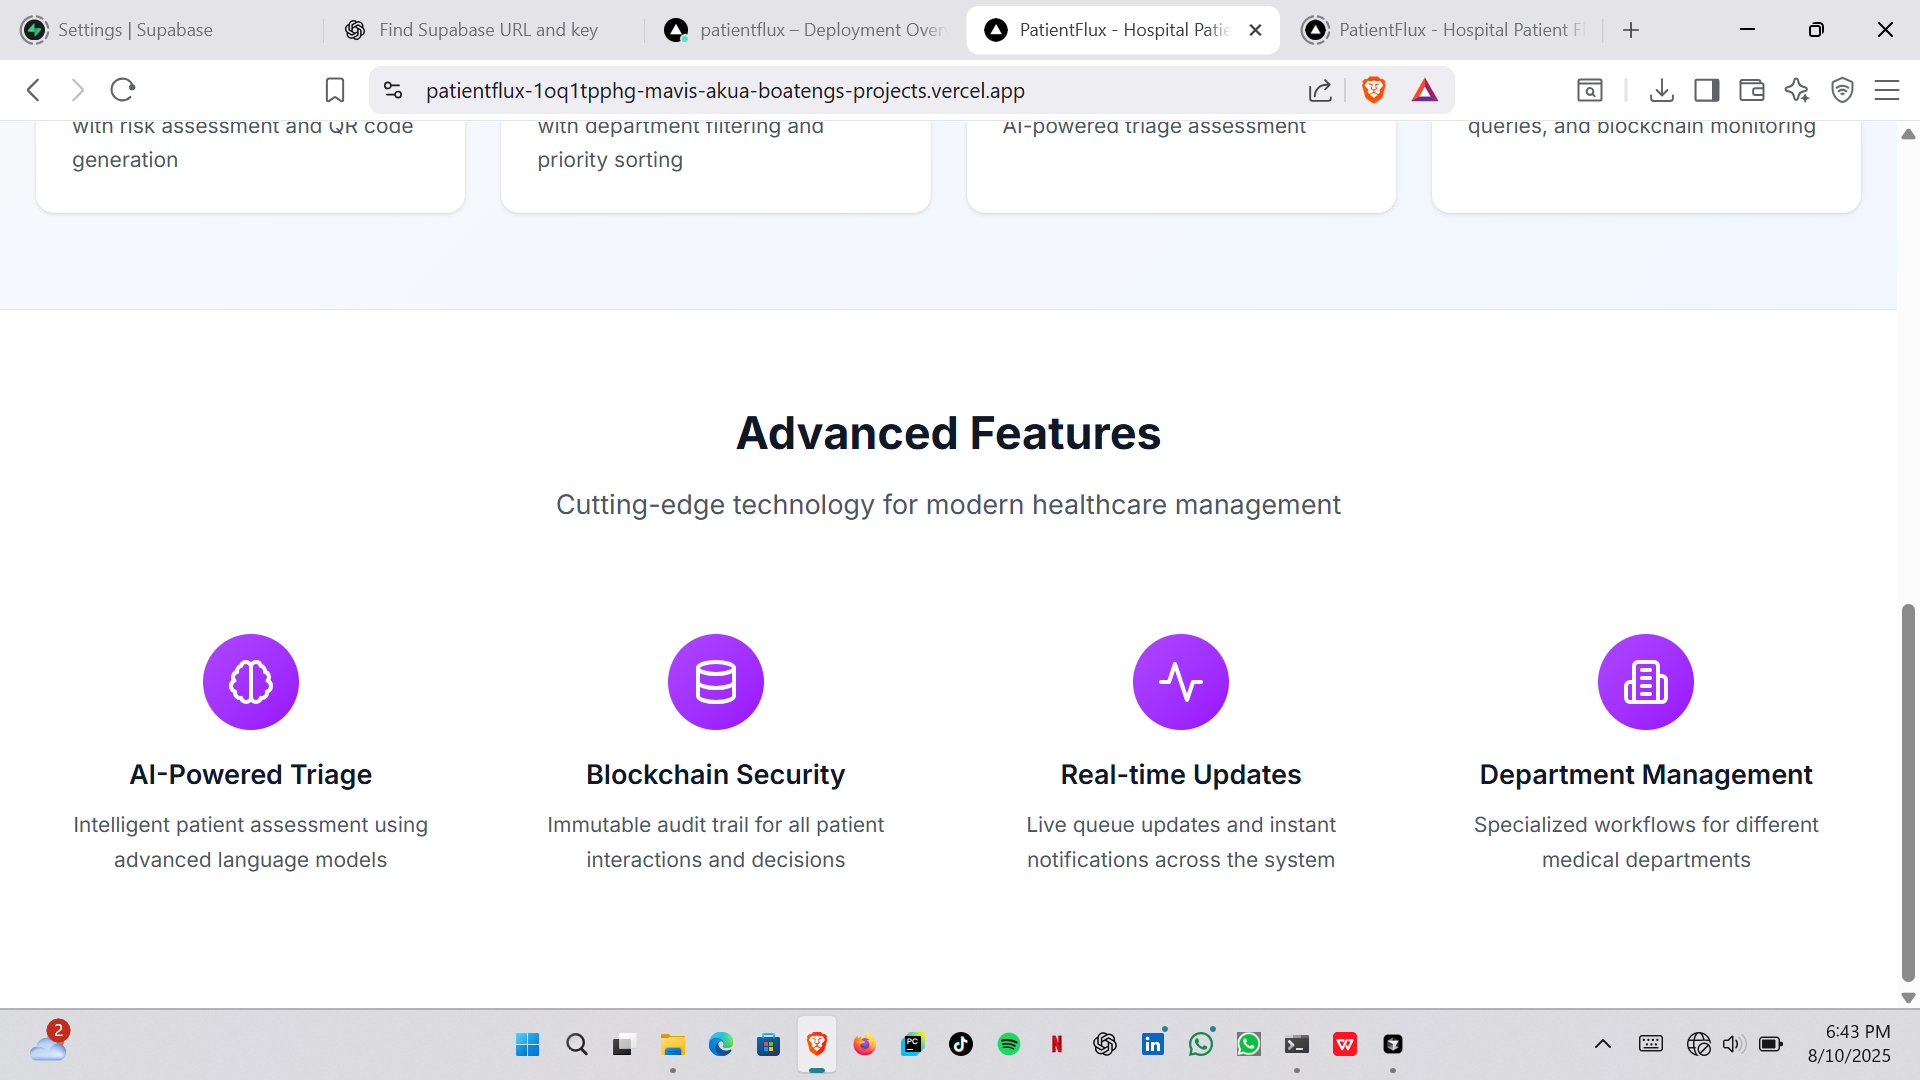 Settings | Supabase
Find Supabase URL and key
patientflux – Deployment Over
PatientFlux - Hospital Patie
PatientFlux - Hospital Patient F
patientflux-1oq1tpphg-mavis-akua-boatengs-projects.vercel.app
with risk assessment and QR code
generation
with department filtering and
priority sorting
AI-powered triage assessment
queries, and blockchain monitoring
Advanced Features
Cutting-edge technology for modern healthcare management
AI-Powered Triage
Intelligent patient assessment using
advanced language models
Blockchain Security
Immutable audit trail for all patient
interactions and decisions
Real-time Updates
Live queue updates and instant
notifications across the system
Department Management
Specialized workflows for different
medical departments
2
PC
N
in
W
6:43 PM
8/10/2025